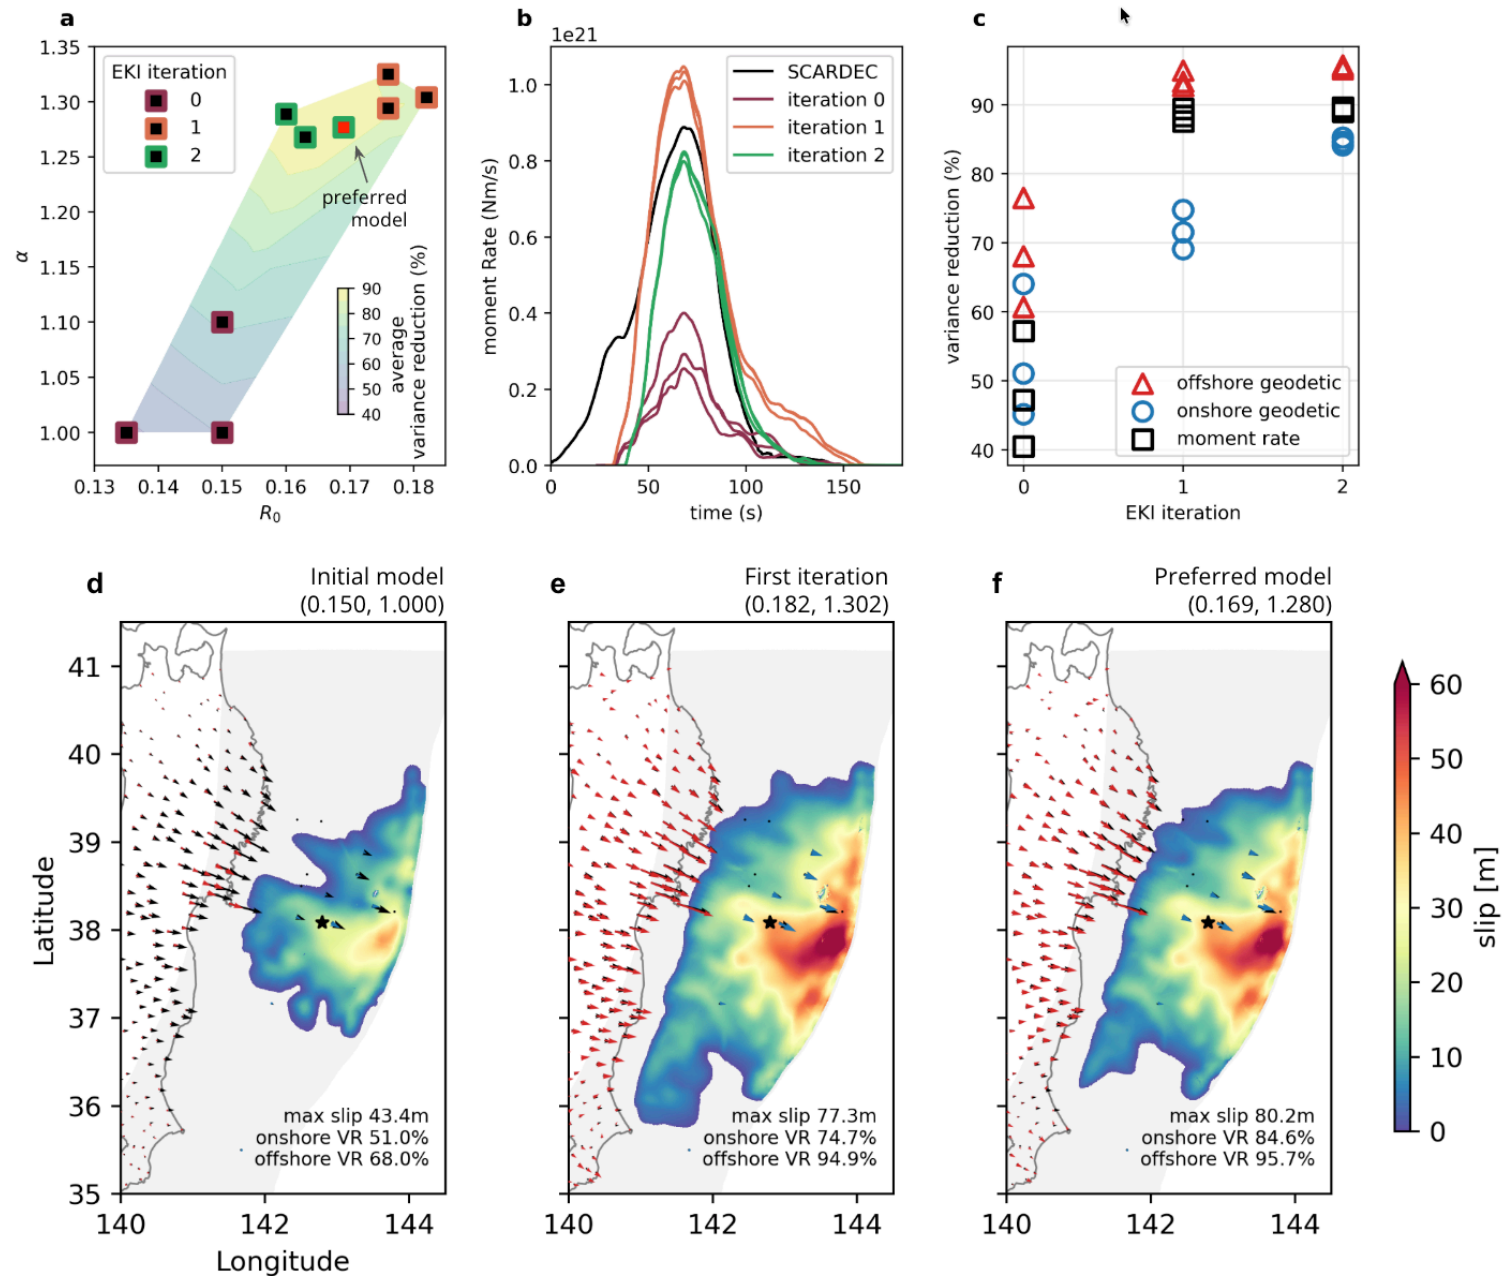 a
1.35
1.30
1.25
1.20
1.15
1.10
1.05
1.00
α
EKI iteration
0
1
2
preferred
model
90
80
70
60
50
40
average
variance reduction (%)
0.13 0.14 0.15 0.16 0.17 0.18
R0
b
1e21
1.0
0.8
0.6
0.4
0.2
0.0
moment Rate (Nm/s)
SCARDEC
iteration 0
iteration 1
iteration 2
0 50 100 150
time (s)
c
90
80
70
60
50
40
variance reduction (%)
offshore geodetic
onshore geodetic
moment rate
0 1 2
EKI iteration
d
Initial model
(0.150, 1.000)
41
40
39
38
37
36
35
Latitude
max slip 43.4m
onshore VR 51.0%
offshore VR 68.0%
140 142 144
Longitude
e
First iteration
(0.182, 1.302)
max slip 77.3m
onshore VR 74.7%
offshore VR 94.9%
140 142 144
f
Preferred model
(0.169, 1.280)
max slip 80.2m
onshore VR 84.6%
offshore VR 95.7%
140 142 144
60
50
40
30
20
10
0
slip [m]